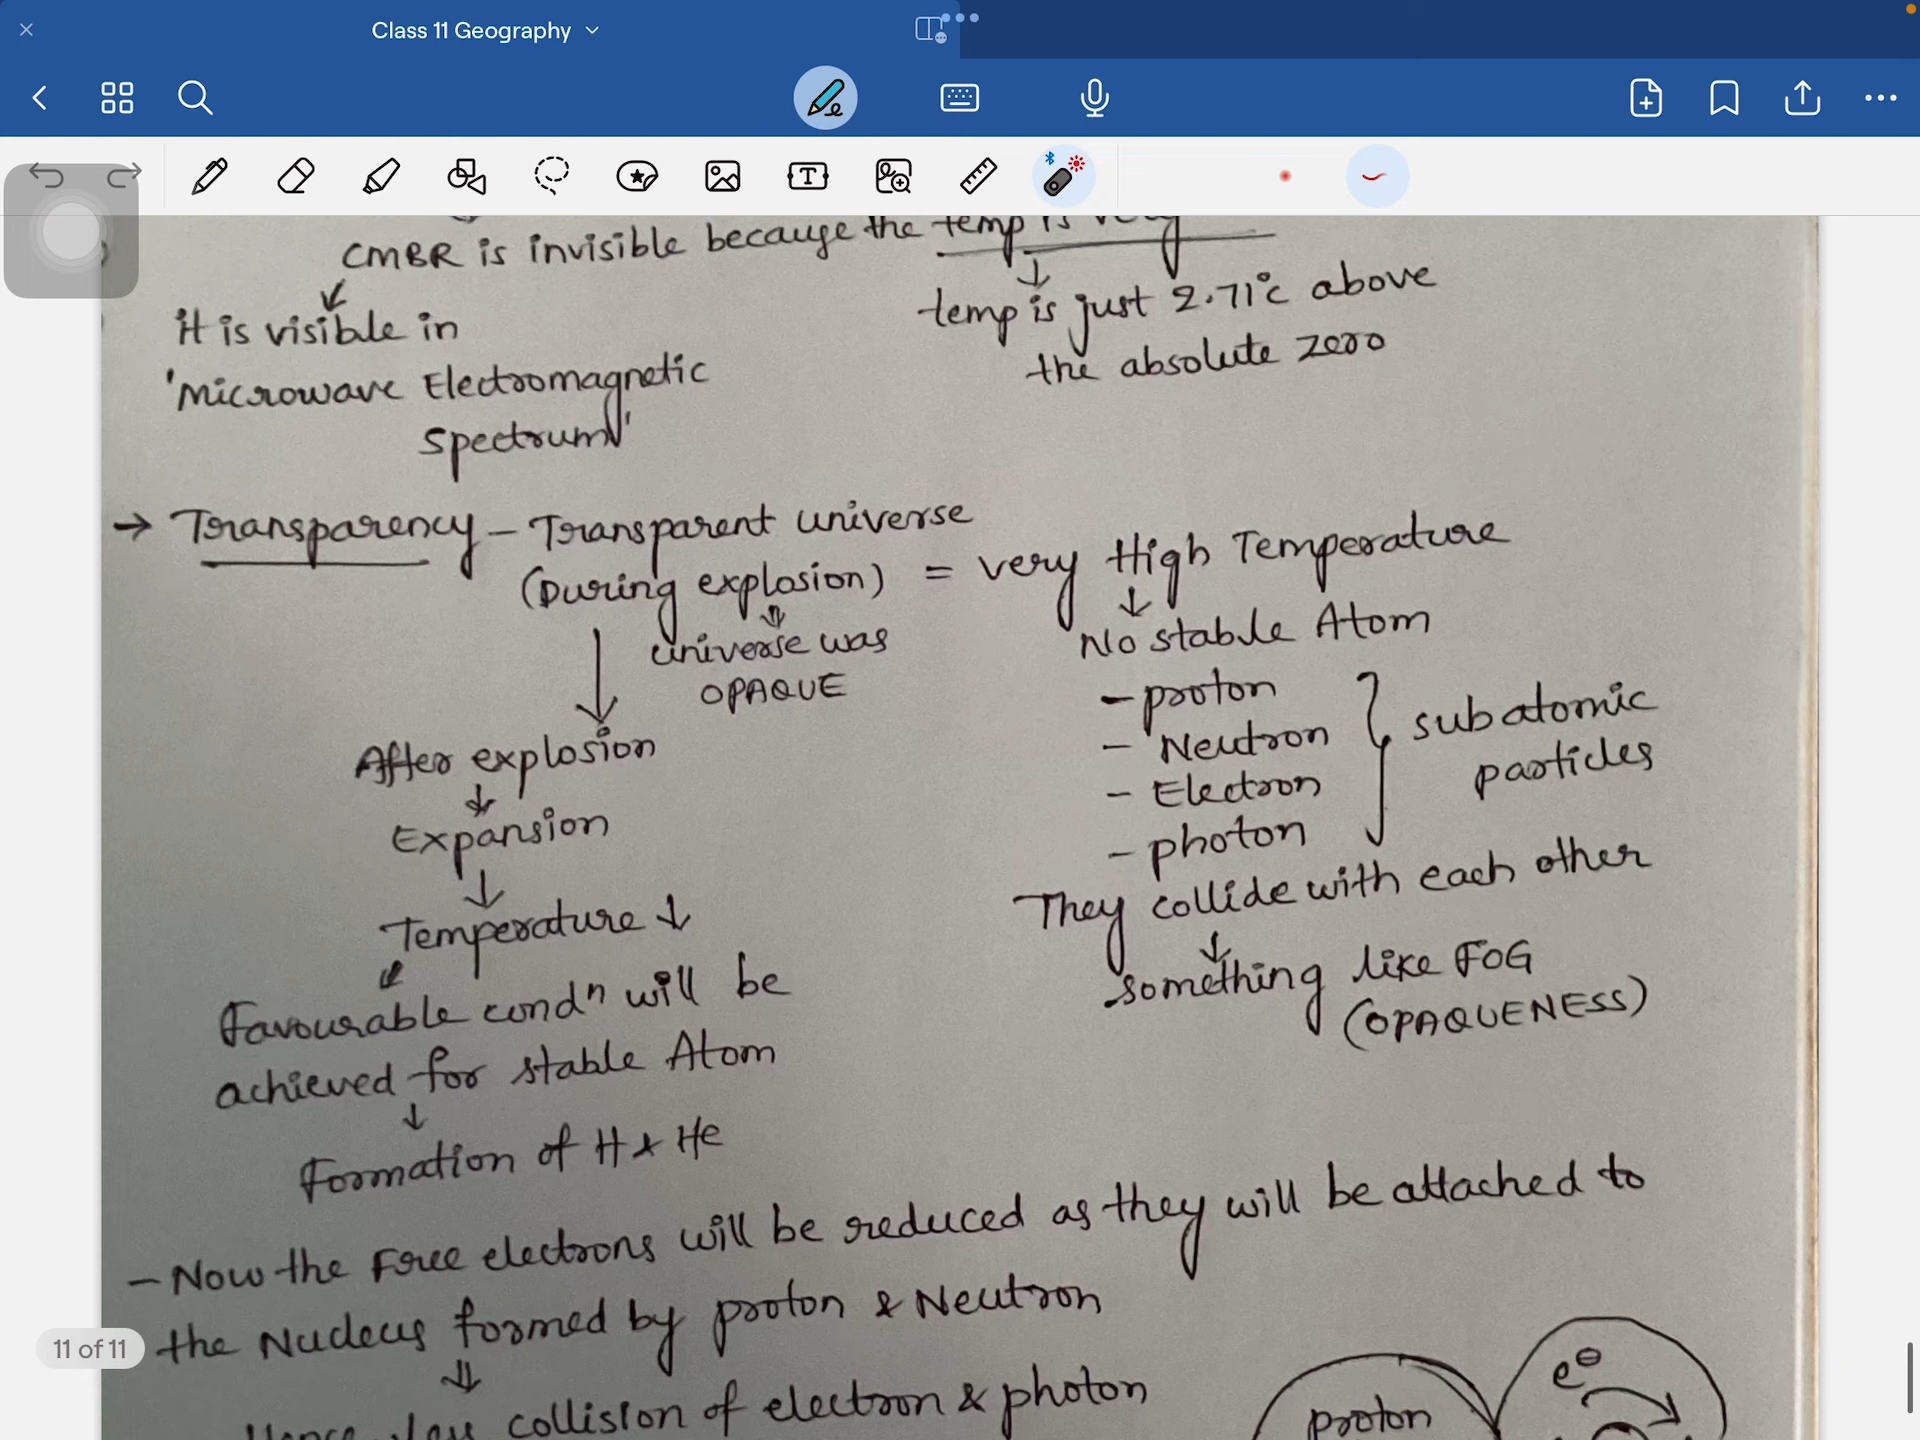 Class 11 Geography
CMBR is invisible because the temp is very
it is visible in
'Microwave Electromagnetic
Spectrum'
temp is just 2.71°c above
the absolute zero
→ Transparency - Transparent universe
(During explosion) = very High Temperature
universe was
OPAQUE
No stable Atom
- proton
- Neutron
- Electron
- photon
subatomic
particles
They collide with each other
something like FOG
(OPAQUENESS)
After explosion
Expansion
Temperature ↓
Favourable condⁿ will be
achieved for stable Atom
Formation of H & He
- Now the Free electrons will be reduced as they will be attached to
the Nucleus formed by proton & Neutron
Hence less collision of electron & photon
proton
e⊖
11 of 11